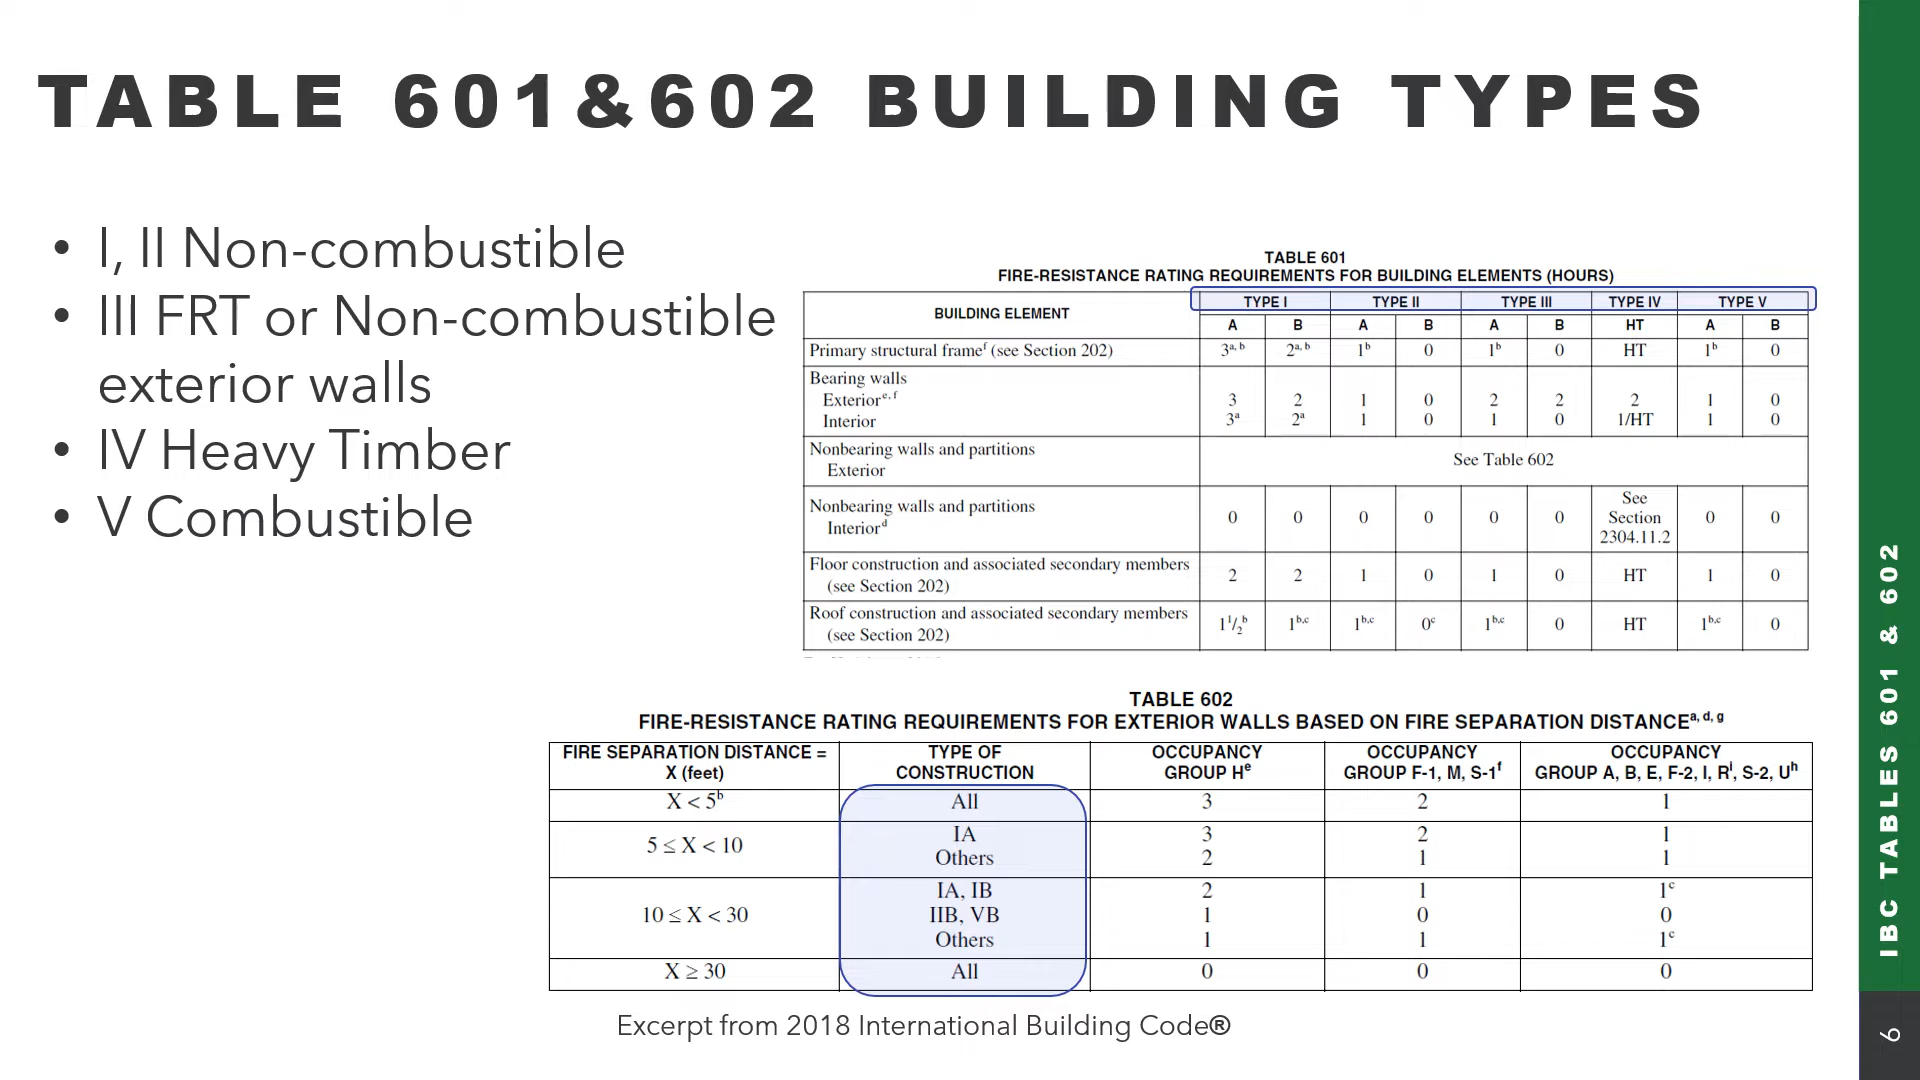 TABLE 601&602 BUILDING TYPES
• I, II Non-combustible
• III FRT or Non-combustible
exterior walls
• IV Heavy Timber
• V Combustible
TABLE 601
FIRE-RESISTANCE RATING REQUIREMENTS FOR BUILDING ELEMENTS (HOURS)
BUILDING ELEMENT TYPE I TYPE II TYPE III TYPE IV TYPE V
A B A B A B HT A B
Primary structural frame^f (see Section 202) 3^a, b 2^a, b 1^b 0 1^b 0 HT 1^b 0
Bearing walls
Exterior^e, f 3 2 1 0 2 2 2 1 0
Interior 3^a 2^a 1 0 1 0 1/HT 1 0
Nonbearing walls and partitions
Exterior See Table 602
Nonbearing walls and partitions
Interior^d 0 0 0 0 0 0 See Section 2304.11.2 0 0
Floor construction and associated secondary members
(see Section 202) 2 2 1 0 1 0 HT 1 0
Roof construction and associated secondary members
(see Section 202) 1 1/2^b 1^b,c 1^b,c 0^c 1^b,c 0 HT 1^b,c 0
TABLE 602
FIRE-RESISTANCE RATING REQUIREMENTS FOR EXTERIOR WALLS BASED ON FIRE SEPARATION DISTANCE^a, d, g
FIRE SEPARATION DISTANCE = TYPE OF OCCUPANCY OCCUPANCY OCCUPANCY
X (feet) CONSTRUCTION GROUP H^e GROUP F-1, M, S-1^f GROUP A, B, E, F-2, I, R^i, S-2, U^h
X < 5^b All 3 2 1
5 ≤ X < 10 IA 3 2 1
Others 2 1 1
10 ≤ X < 30 IA, IB 2 1 1^c
IIB, VB 1 0 0
Others 1 1 1^c
X ≥ 30 All 0 0 0
Excerpt from 2018 International Building Code®
IBC TABLES 601 & 602
6